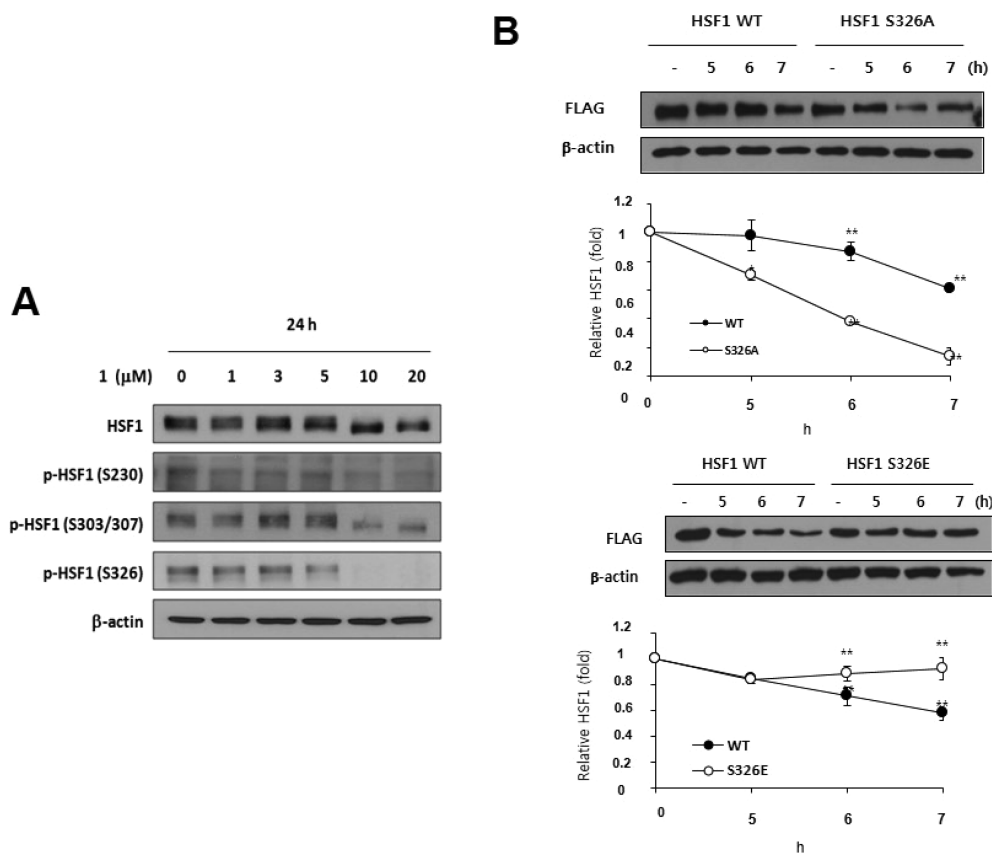 A
24 h
1 (μM) 0 1 3 5 10 20
HSF1
p-HSF1 (S230)
p-HSF1 (S303/307)
p-HSF1 (S326)
β-actin
B
HSF1 WT HSF1 S326A
- 5 6 7 - 5 6 7 (h)
FLAG
β-actin
Relative HSF1 (fold)
1.2
1
0.8
0.6
0.4
0.2
0
** **
* ** **
WT
S326A
0 5 6 7
h
HSF1 WT HSF1 S326E
- 5 6 7 - 5 6 7 (h)
FLAG
β-actin
Relative HSF1 (fold)
1.2
1
0.8
0.6
0.4
0.2
0
** **
** **
WT
S326E
0 5 6 7
h